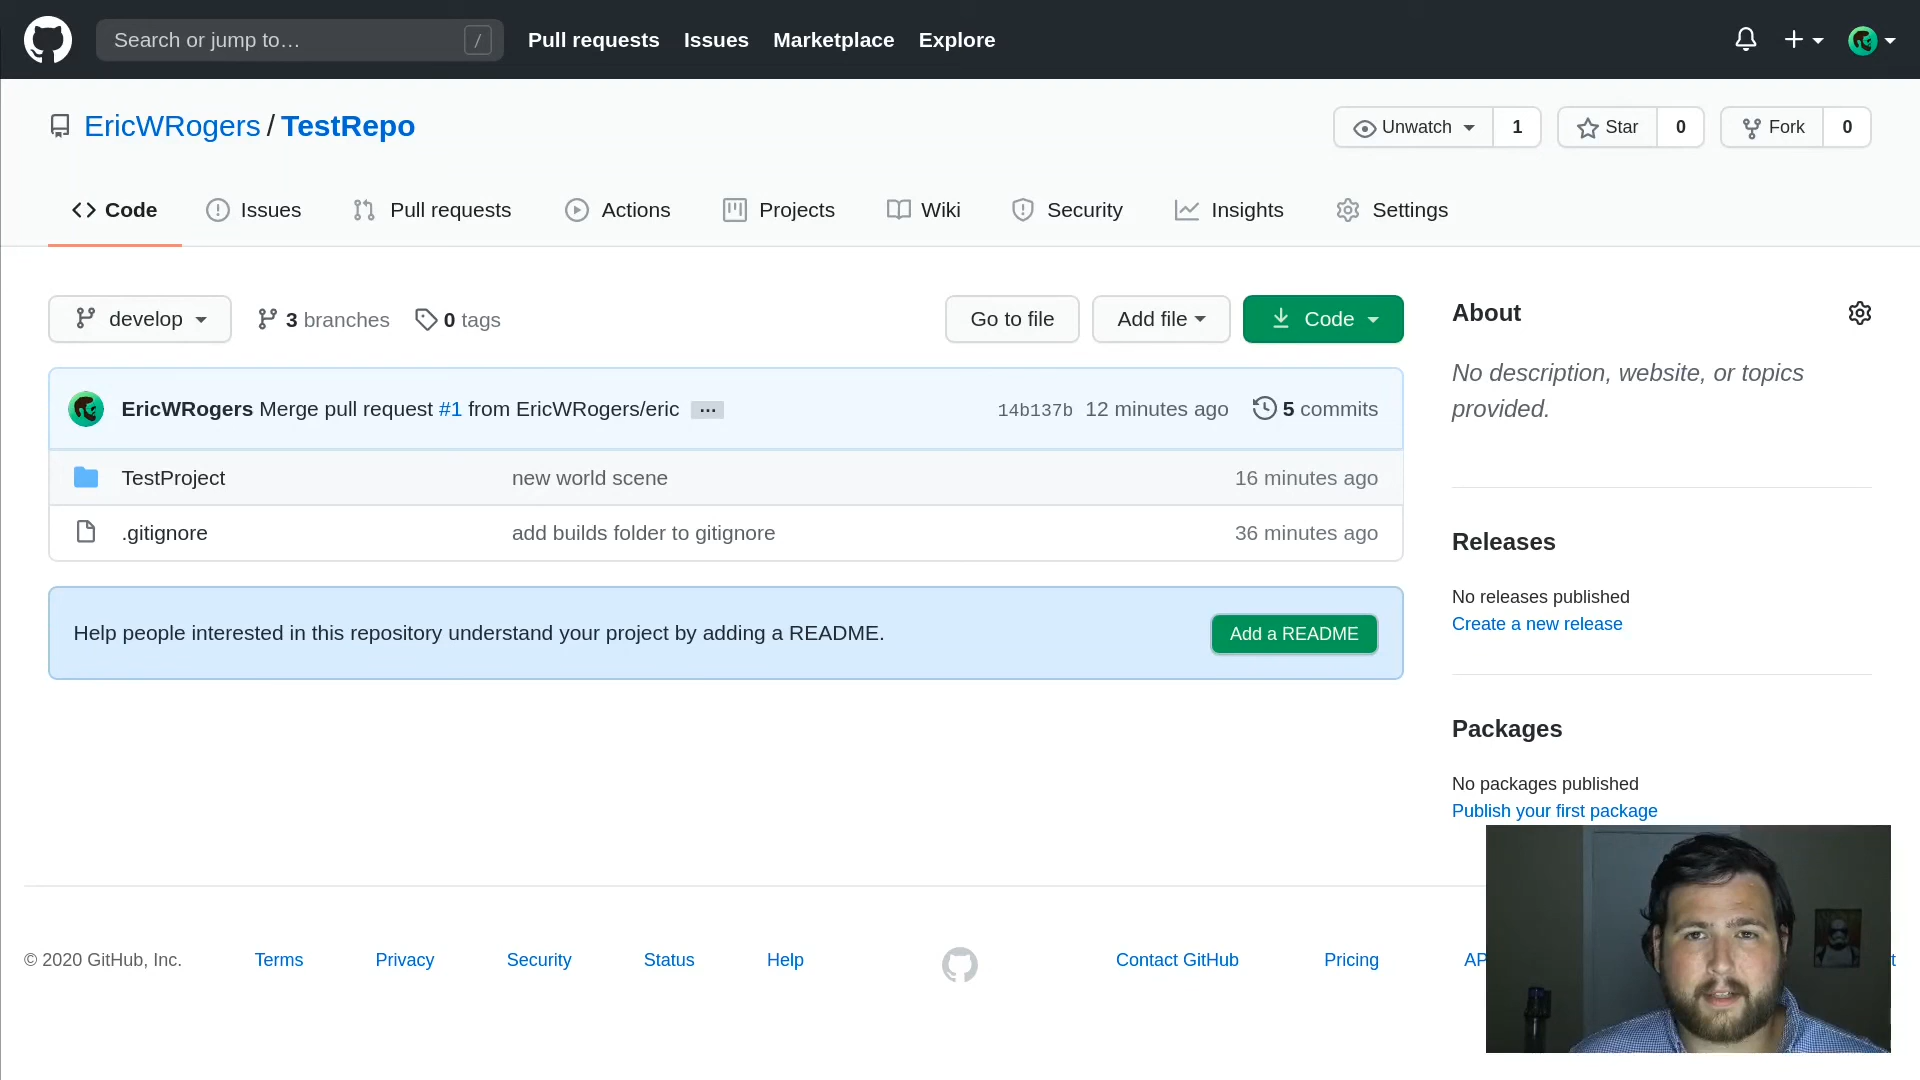 Search or jump to… /
Pull requests Issues Marketplace Explore
EricWRogers / TestRepo
Unwatch 1 Star 0 Fork 0
Code Issues Pull requests Actions Projects Wiki Security Insights Settings
develop 3 branches 0 tags Go to file Add file Code
EricWRogers Merge pull request #1 from EricWRogers/eric … 14b137b 12 minutes ago 5 commits
TestProject new world scene 16 minutes ago
.gitignore add builds folder to gitignore 36 minutes ago
Help people interested in this repository understand your project by adding a README. Add a README
About
No description, website, or topics
provided.
Releases
No releases published
Create a new release
Packages
No packages published
Publish your first package
© 2020 GitHub, Inc. Terms Privacy Security Status Help Contact GitHub Pricing